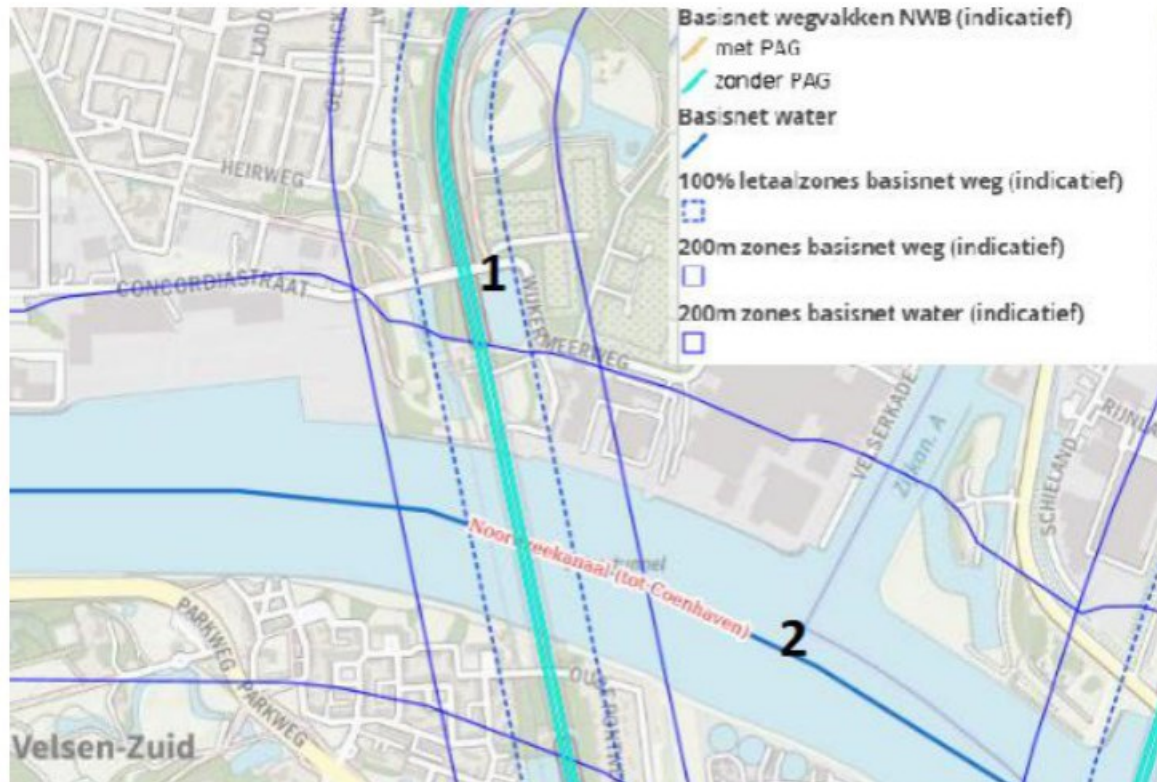 Basisnet wegvakken NWB (indicatief)
met PAG
zonder PAG
Basisnet water
100% letaalzones basisnet weg (indicatief)
200m zones basisnet weg (indicatief)
200m zones basisnet water (indicatief)
HEIRWEG
CONCORDIASTRAAT
1
WIJKERMEERWEG
VELSERKADE
Zijkan. A
SCHIELAND
tunnel
(tot Coenhaven)
2
PARKWEG
PARKWEG
Velsen-Zuid